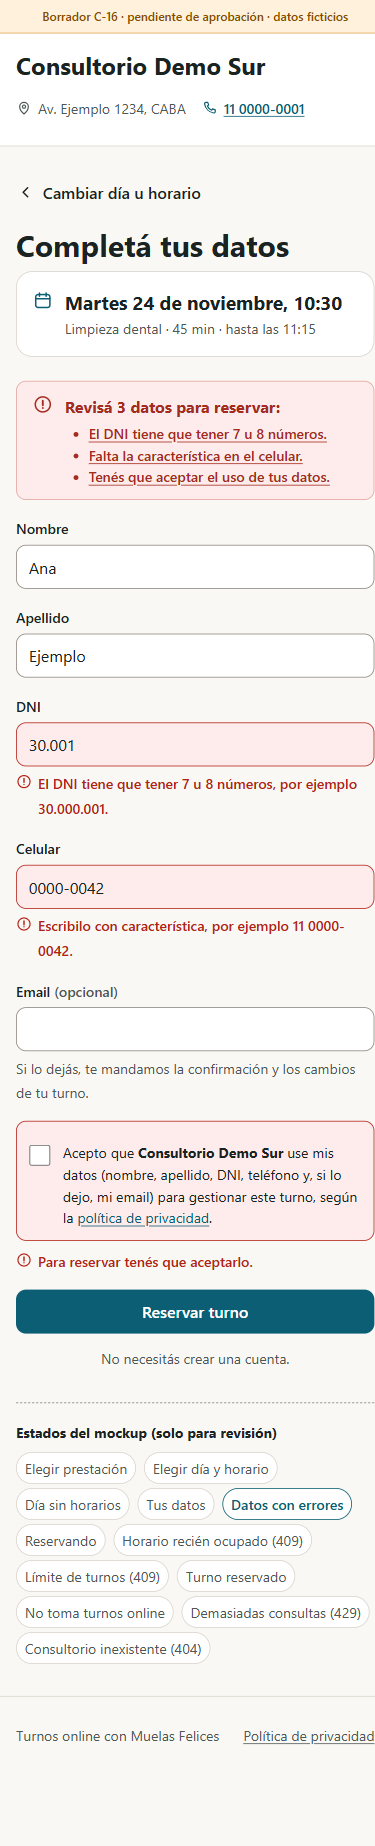 Borrador C-16 · pendiente de aprobación · datos ficticios
Consultorio Demo Sur
Av. Ejemplo 1234, CABA 11 0000-0001
Cambiar día u horario
Completá tus datos
Martes 24 de noviembre, 10:30
Limpieza dental · 45 min · hasta las 11:15
Revisá 3 datos para reservar:
• El DNI tiene que tener 7 u 8 números.
• Falta la característica en el celular.
• Tenés que aceptar el uso de tus datos.
Nombre
Ana
Apellido
Ejemplo
DNI
30.001
El DNI tiene que tener 7 u 8 números, por ejemplo
30.000.001.
Celular
0000-0042
Escribilo con característica, por ejemplo 11 0000-
0042.
Email (opcional)
Si lo dejás, te mandamos la confirmación y los cambios
de tu turno.
Acepto que Consultorio Demo Sur use mis
datos (nombre, apellido, DNI, teléfono y, si lo
dejo, mi email) para gestionar este turno, según
la política de privacidad.
Para reservar tenés que aceptarlo.
Reservar turno
No necesitás crear una cuenta.
Estados del mockup (solo para revisión)
Elegir prestación Elegir día y horario
Día sin horarios Tus datos Datos con errores
Reservando Horario recién ocupado (409)
Límite de turnos (409) Turno reservado
No toma turnos online Demasiadas consultas (429)
Consultorio inexistente (404)
Turnos online con Muelas Felices Política de privacidad